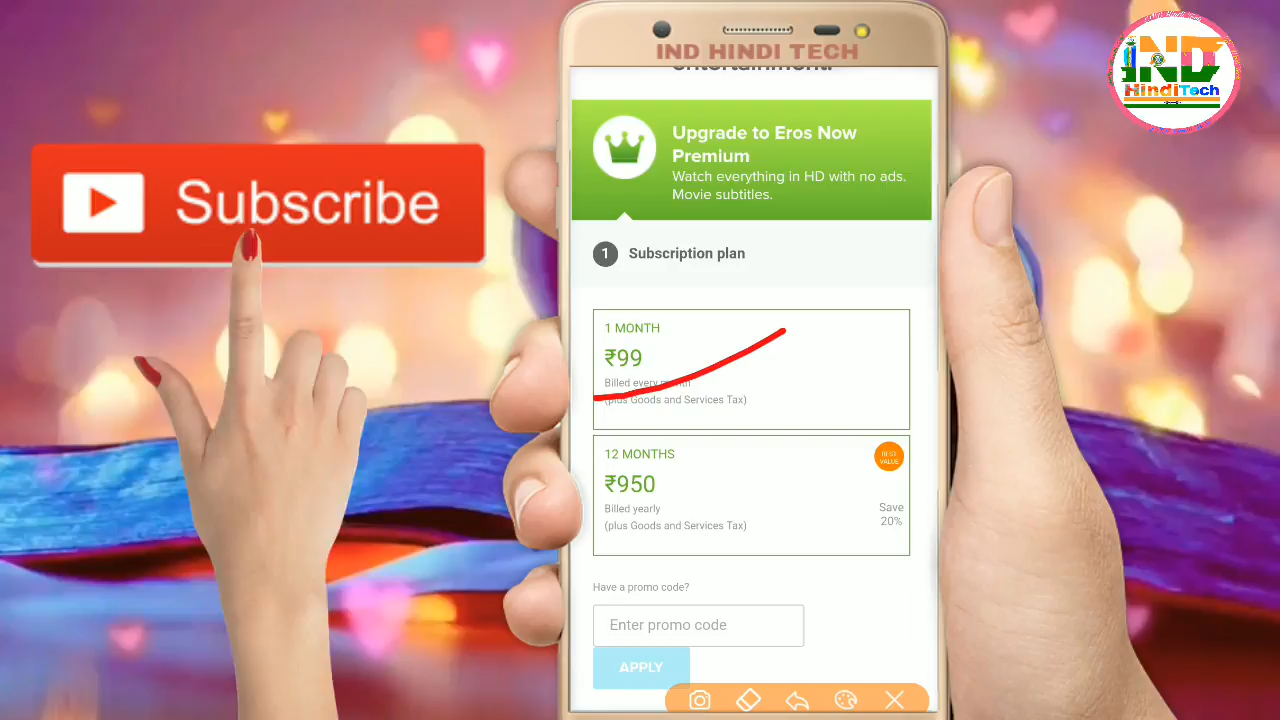 IND HINDI TECH
IND
HindiTech
entertainment.
Subscribe
Upgrade to Eros Now
Premium
Watch everything in HD with no ads.
Movie subtitles.
1 Subscription plan
1 MONTH
₹99
Billed every month
(plus Goods and Services Tax)
12 MONTHS
BEST
VALUE
₹950
Billed yearly
(plus Goods and Services Tax)
Save
20%
Have a promo code?
Enter promo code
APPLY